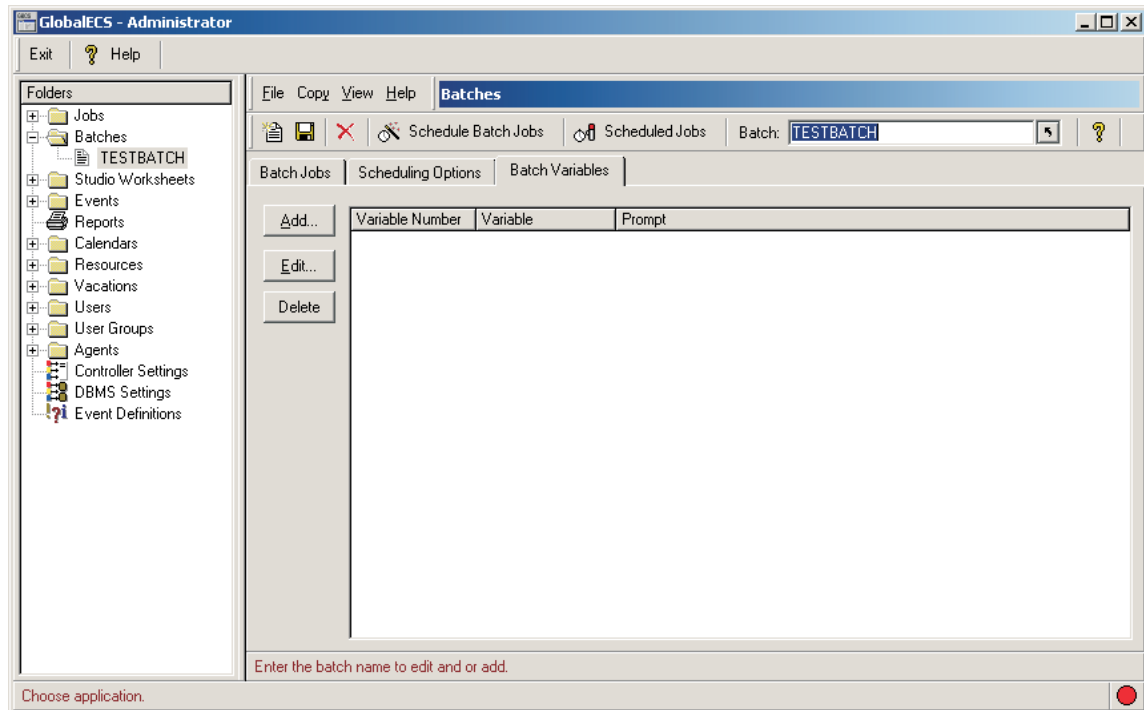 GlobalECS - Administrator
Exit Help
File Copy View Help Batches
Schedule Batch Jobs Scheduled Jobs Batch: TESTBATCH
Batch Jobs Scheduling Options Batch Variables
Folders
Jobs
Batches
TESTBATCH
Studio Worksheets
Events
Reports
Calendars
Resources
Vacations
Users
User Groups
Agents
Controller Settings
DBMS Settings
Event Definitions
Add...
Edit...
Delete
Variable Number Variable Prompt
Enter the batch name to edit and or add.
Choose application.